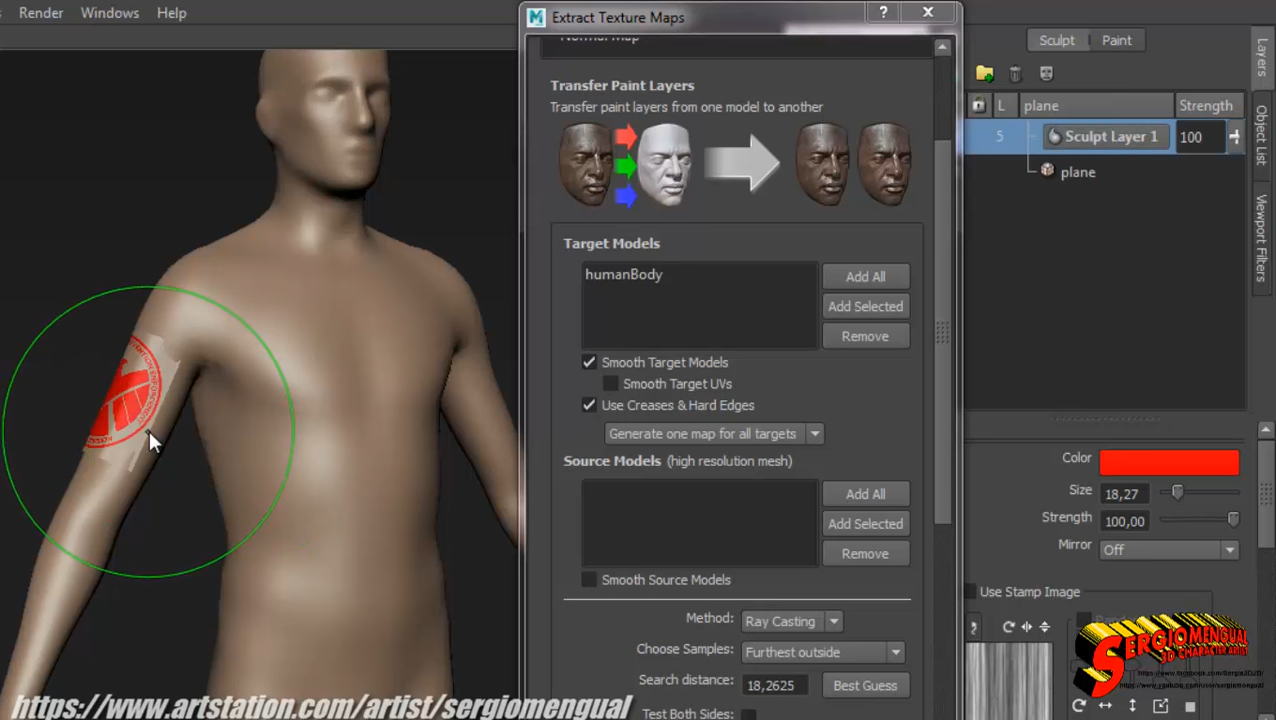 Render Windows Help
Extract Texture Maps
?
Normal Map
Transfer Paint Layers
Transfer paint layers from one model to another
Target Models
humanBody
Add All
Add Selected
Remove
Smooth Target Models
Smooth Target UVs
Use Creases & Hard Edges
Generate one map for all targets
Source Models (high resolution mesh)
Add All
Add Selected
Remove
Smooth Source Models
Method: Ray Casting
Choose Samples: Furthest outside
Search distance: 18,2625 Best Guess
Test Both Sides:
Sculpt Paint
L plane Strength
5 Sculpt Layer 1 100
plane
Layers
Object List
Viewport Filters
Color
Size 18,27
Strength 100,00
Mirror Off
Use Stamp Image
SERGIOMENGUAL
3D CHARACTER ARTIST
https://www.artstation.com/artist/sergiomengual